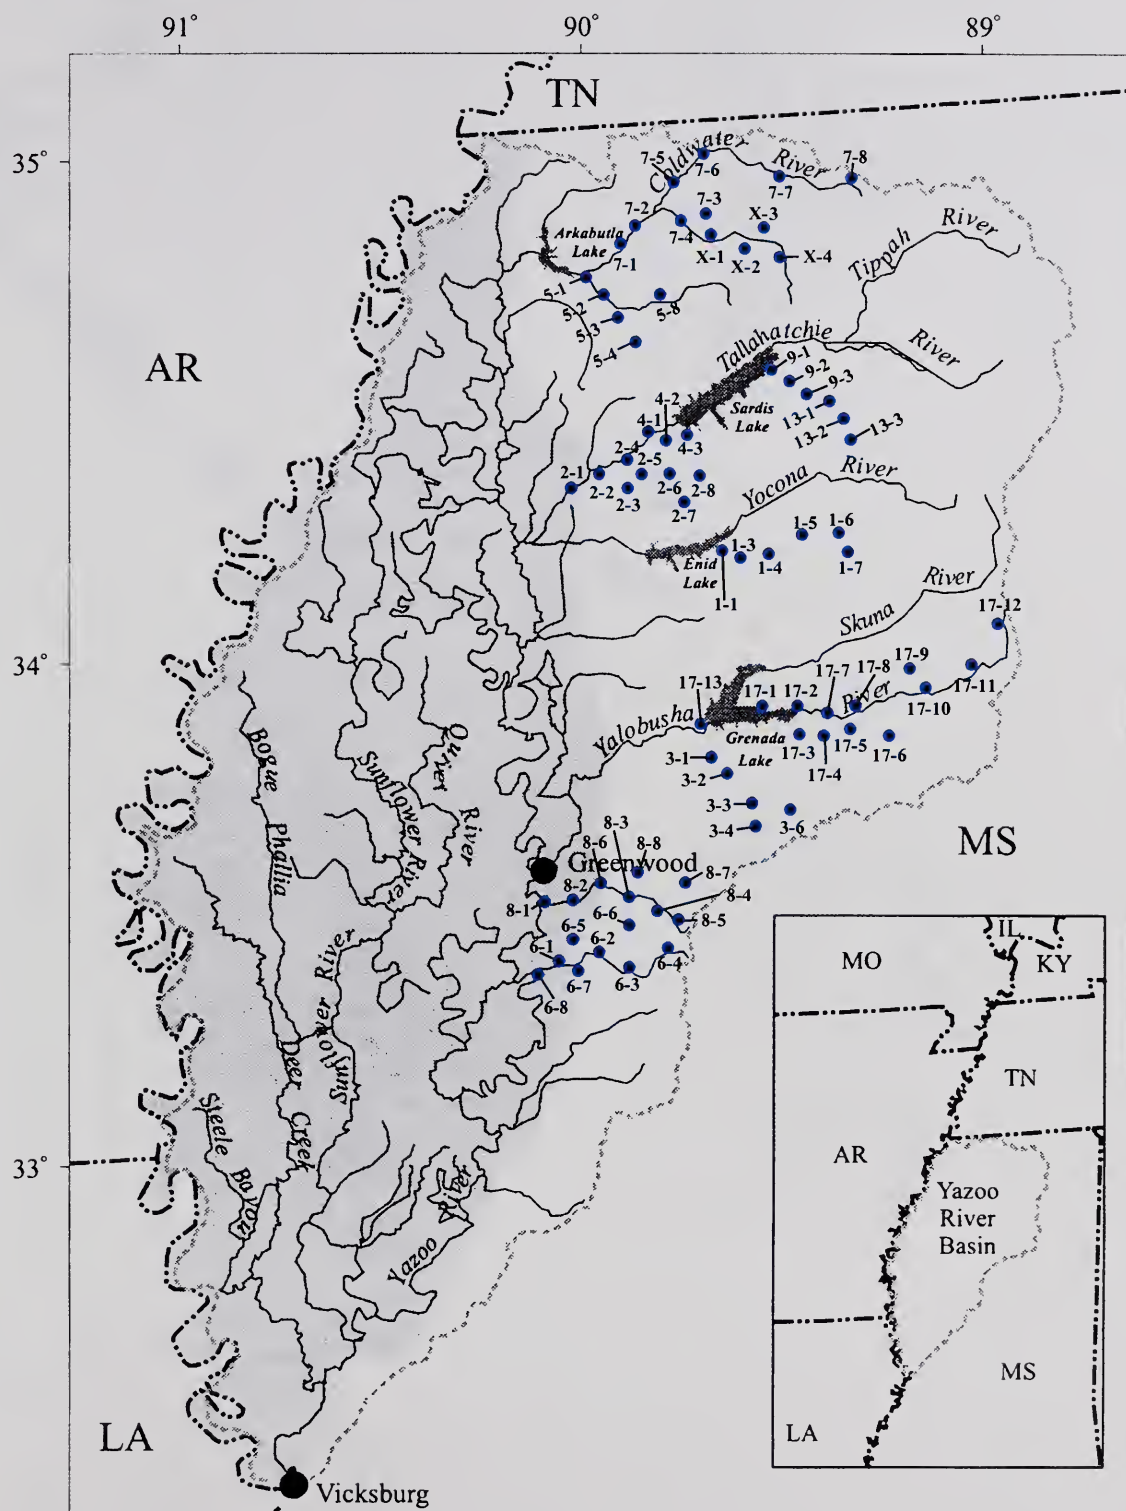 91°
90°
89°
TN
35°
7-5
Coldwater
River
7-6
7-7
7-8
7-2
7-3
7-4
X-3
Arkabutla
Lake
7-1
X-1
X-2
X-4
Tippah
River
5-1
5-2
5-3
5-8
5-4
AR
Tallahatchie
River
9-1
9-2
9-3
Sardis
Lake
13-1
13-2
13-3
4-2
4-1
4-3
2-4
2-5
2-1
2-2
2-3
2-6
2-8
2-7
Yocona
River
1-5
1-6
1-3
1-4
1-7
Enid
Lake
1-1
Skuna
River
17-12
34°
17-13
17-1
17-2
17-7
17-8
17-9
17-11
17-10
Yalobusha
River
Grenada
Lake
17-3
17-4
17-5
17-6
3-1
3-2
3-3
3-4
3-6
Bogue
Phallia
Sunflower
River
Quiver
River
MS
8-3
8-6
8-8
Greenwood
8-7
8-2
8-1
8-4
8-5
6-6
6-5
6-2
6-1
6-4
6-7
6-3
6-8
Sunflower River
Deer
Creek
Steele
Bayou
33°
Yazoo
River
LA
Vicksburg
IL
MO
KY
TN
AR
Yazoo
River
Basin
MS
LA